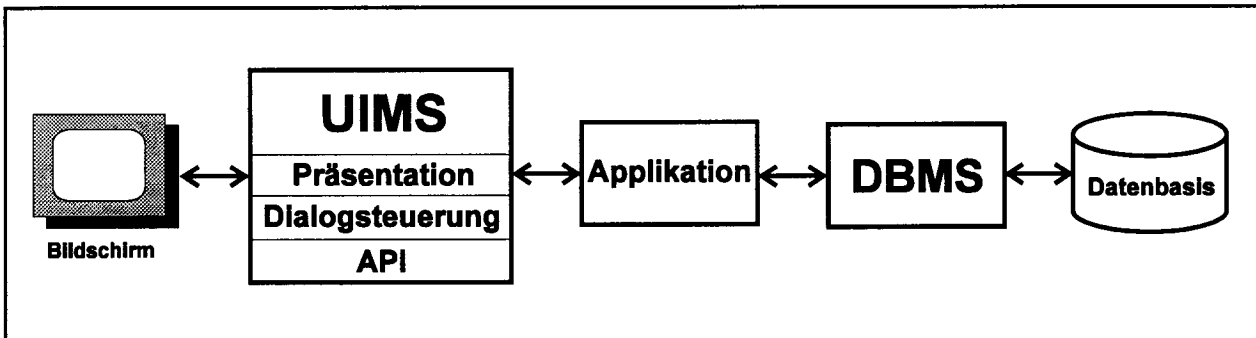 Bildschirm
UIMS
Präsentation
Dialogsteuerung
API
Applikation
DBMS
Datenbasis